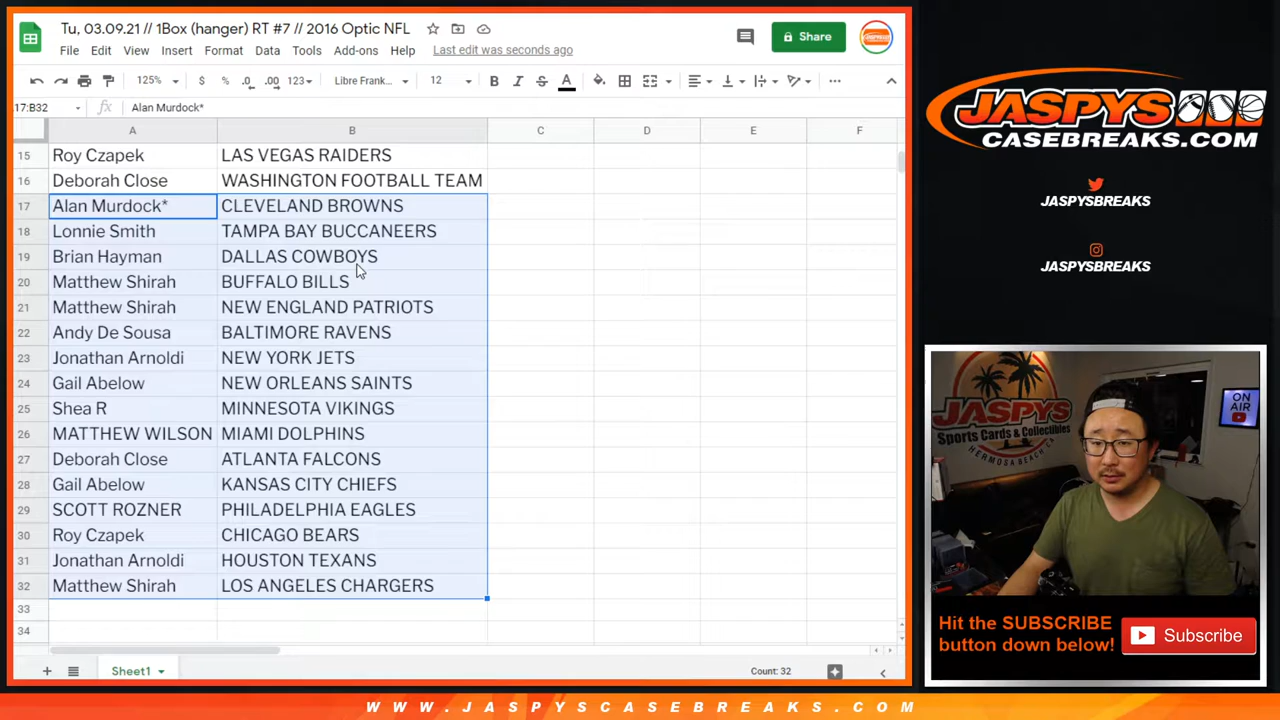 Tu, 03.09.21 // 1Box (hanger) RT #7 // 2016 Optic NFL
Share
File Edit View Insert Format Data Tools Add-ons Help Last edit was seconds ago
125% $ % .0 .00 123 Libre Frank... 12 B I S A
17:B32 fx Alan Murdock*
A B C D E F
15 Roy Czapek LAS VEGAS RAIDERS
16 Deborah Close WASHINGTON FOOTBALL TEAM
17 Alan Murdock* CLEVELAND BROWNS
18 Lonnie Smith TAMPA BAY BUCCANEERS
19 Brian Hayman DALLAS COWBOYS
20 Matthew Shirah BUFFALO BILLS
21 Matthew Shirah NEW ENGLAND PATRIOTS
22 Andy De Sousa BALTIMORE RAVENS
23 Jonathan Arnoldi NEW YORK JETS
24 Gail Abelow NEW ORLEANS SAINTS
25 Shea R MINNESOTA VIKINGS
26 MATTHEW WILSON MIAMI DOLPHINS
27 Deborah Close ATLANTA FALCONS
28 Gail Abelow KANSAS CITY CHIEFS
29 SCOTT ROZNER PHILADELPHIA EAGLES
30 Roy Czapek CHICAGO BEARS
31 Jonathan Arnoldi HOUSTON TEXANS
32 Matthew Shirah LOS ANGELES CHARGERS
33
34
Sheet1 Count: 32
JASPYS
CASEBREAKS.COM
JASPYSBREAKS
JASPYSBREAKS
JASPYS
Sports Cards & Collectibles
HERMOSA BEACH CA
ON
AIR
Hit the SUBSCRIBE
button down below!
Subscribe
WWW.JASPYSCASEBREAKS.COM